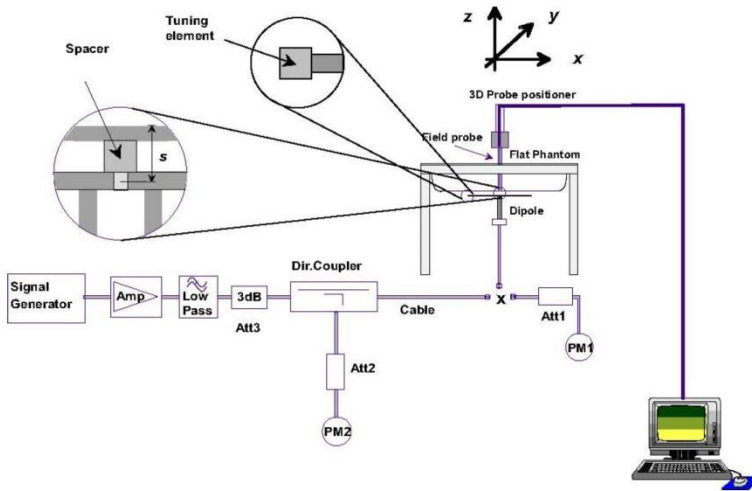 z
y
x
Tuning
element
Spacer
s
3D Probe positioner
Field probe
Flat Phantom
Dipole
Dir.Coupler
Signal
Generator
Amp
Low
Pass
3dB
Att3
Cable
x
Att1
PM1
Att2
PM2